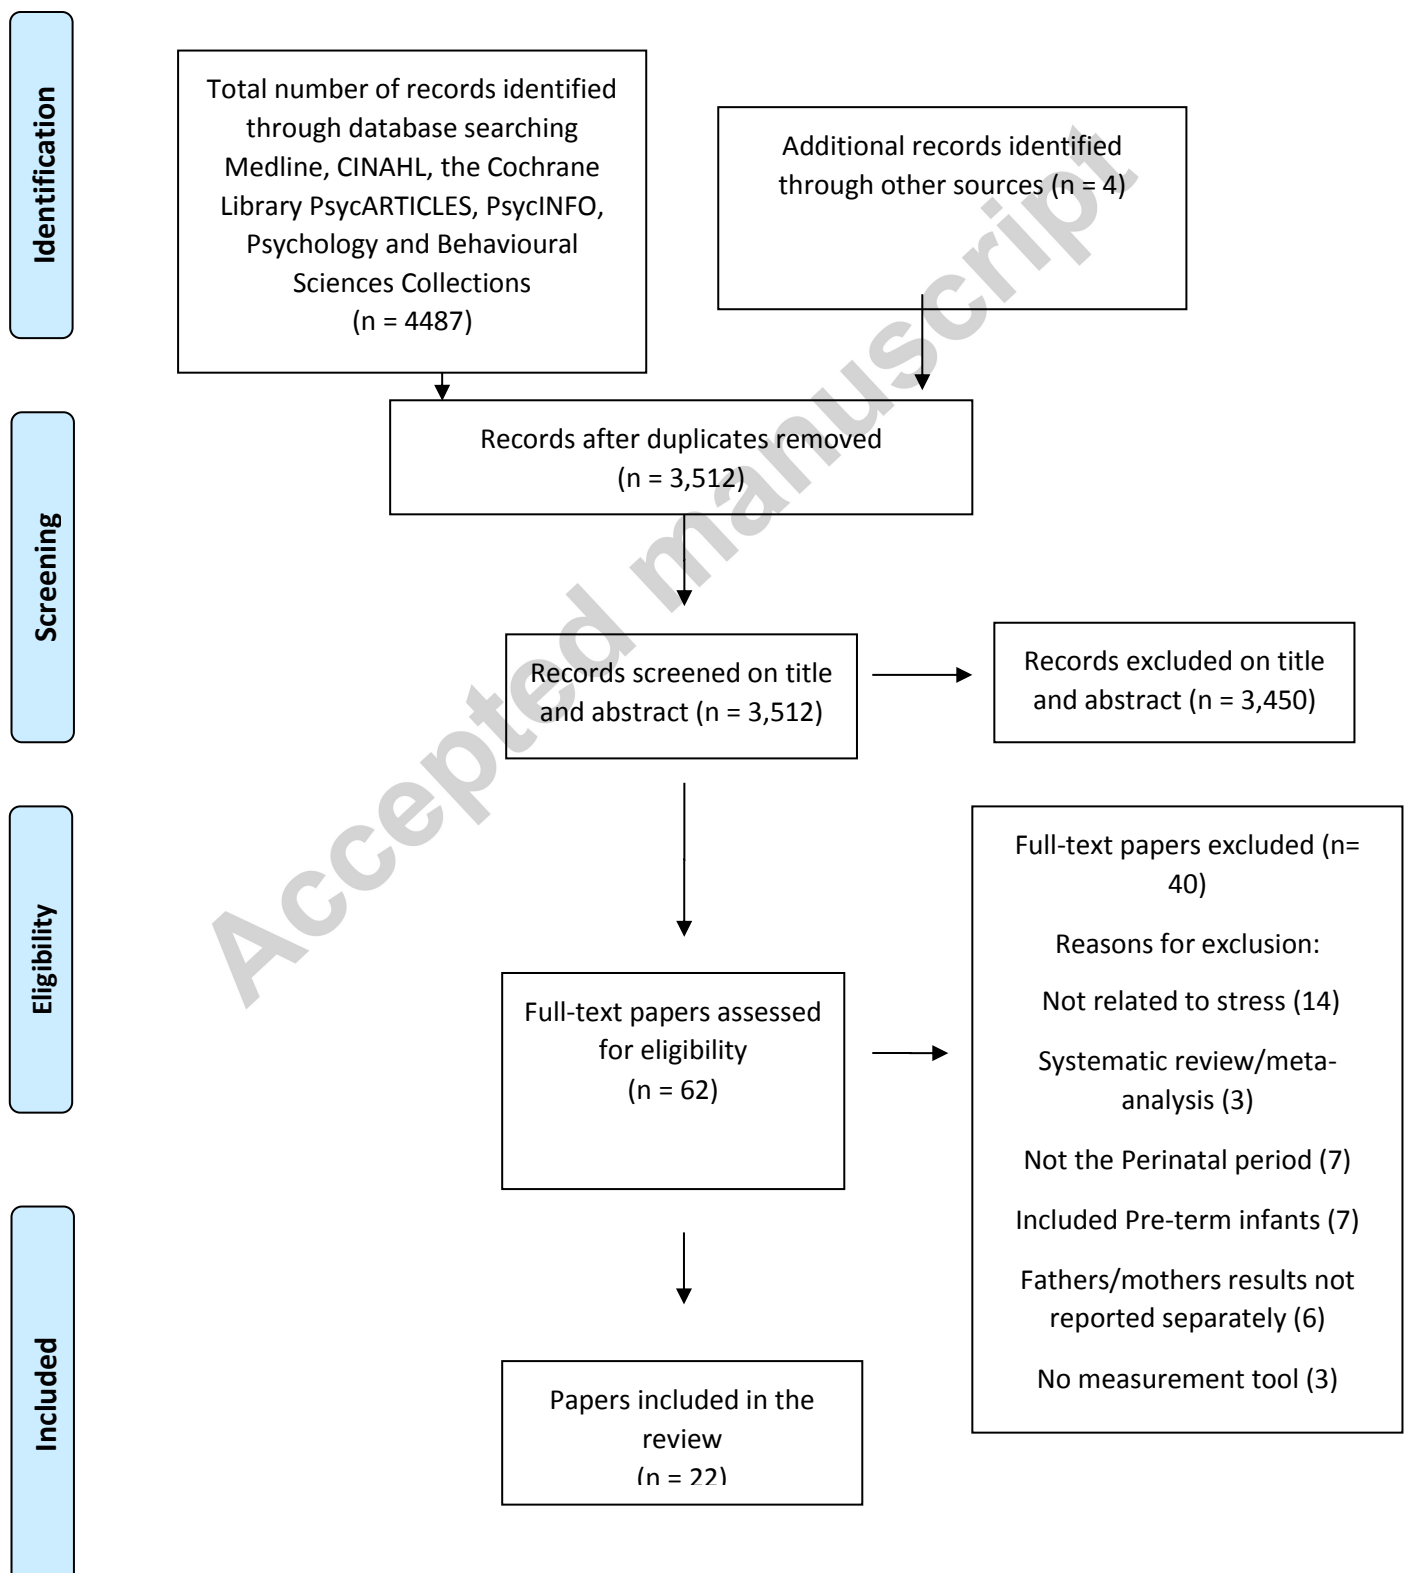 Identification
Total number of records identified
through database searching
Medline, CINAHL, the Cochrane
Library PsycARTICLES, PsycINFO,
Psychology and Behavioural
Sciences Collections
(n = 4487)
Additional records identified
through other sources (n = 4)
Screening
Records after duplicates removed
(n = 3,512)
Records screened on title
and abstract (n = 3,512)
Records excluded on title
and abstract (n = 3,450)
Eligibility
Full-text papers assessed
for eligibility
(n = 62)
Full-text papers excluded (n=
40)
Reasons for exclusion:
Not related to stress (14)
Systematic review/meta-
analysis (3)
Not the Perinatal period (7)
Included Pre-term infants (7)
Fathers/mothers results not
reported separately (6)
No measurement tool (3)
Included
Papers included in the
review
(n = 22)
Accepted manuscript